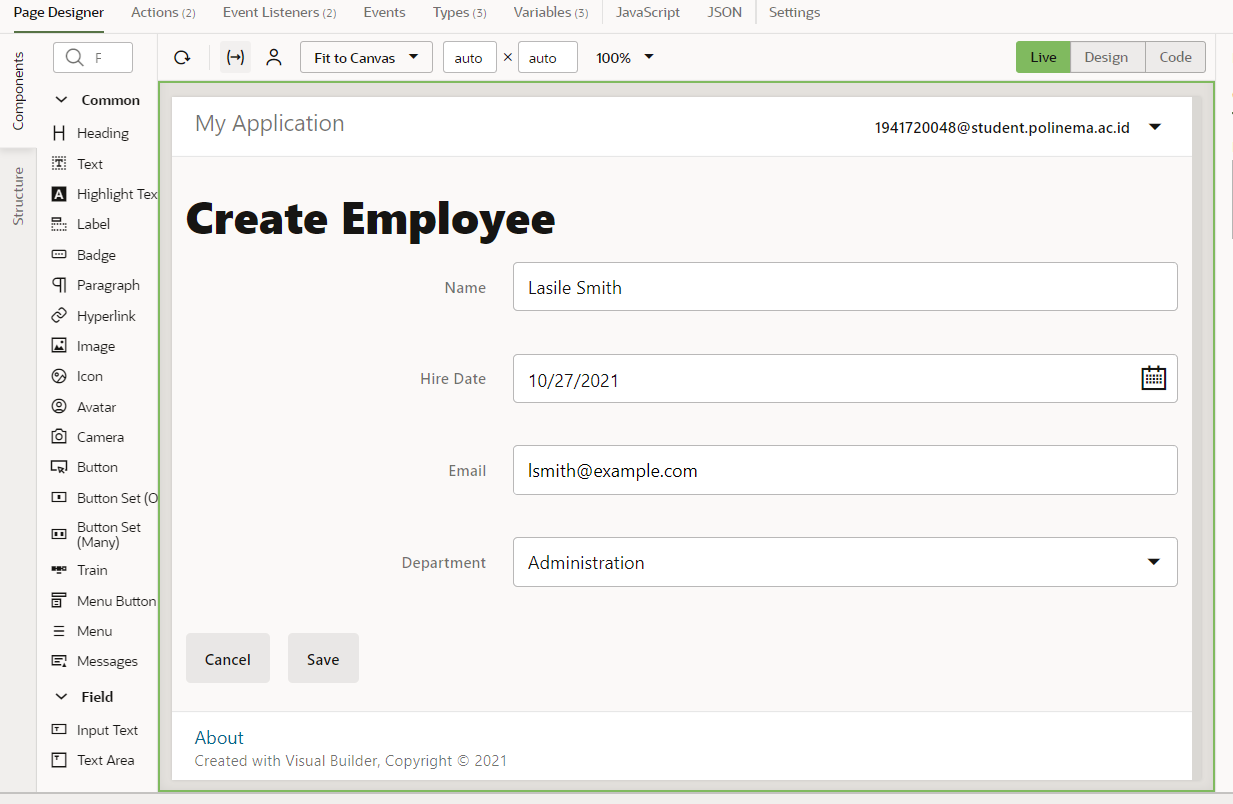 Page Designer Actions (2) Event Listeners (2) Events Types (3) Variables (3) JavaScript JSON Settings
Components
Structure
F
Fit to Canvas auto × auto 100% Live Design Code
Common
Heading
Text
Highlight Tex
Label
Badge
Paragraph
Hyperlink
Image
Icon
Avatar
Camera
Button
Button Set (O
Button Set
(Many)
Train
Menu Button
Menu
Messages
Field
Input Text
Text Area
My Application
1941720048@student.polinema.ac.id
Create Employee
Name Lasile Smith
Hire Date 10/27/2021
Email lsmith@example.com
Department Administration
Cancel Save
About
Created with Visual Builder, Copyright © 2021